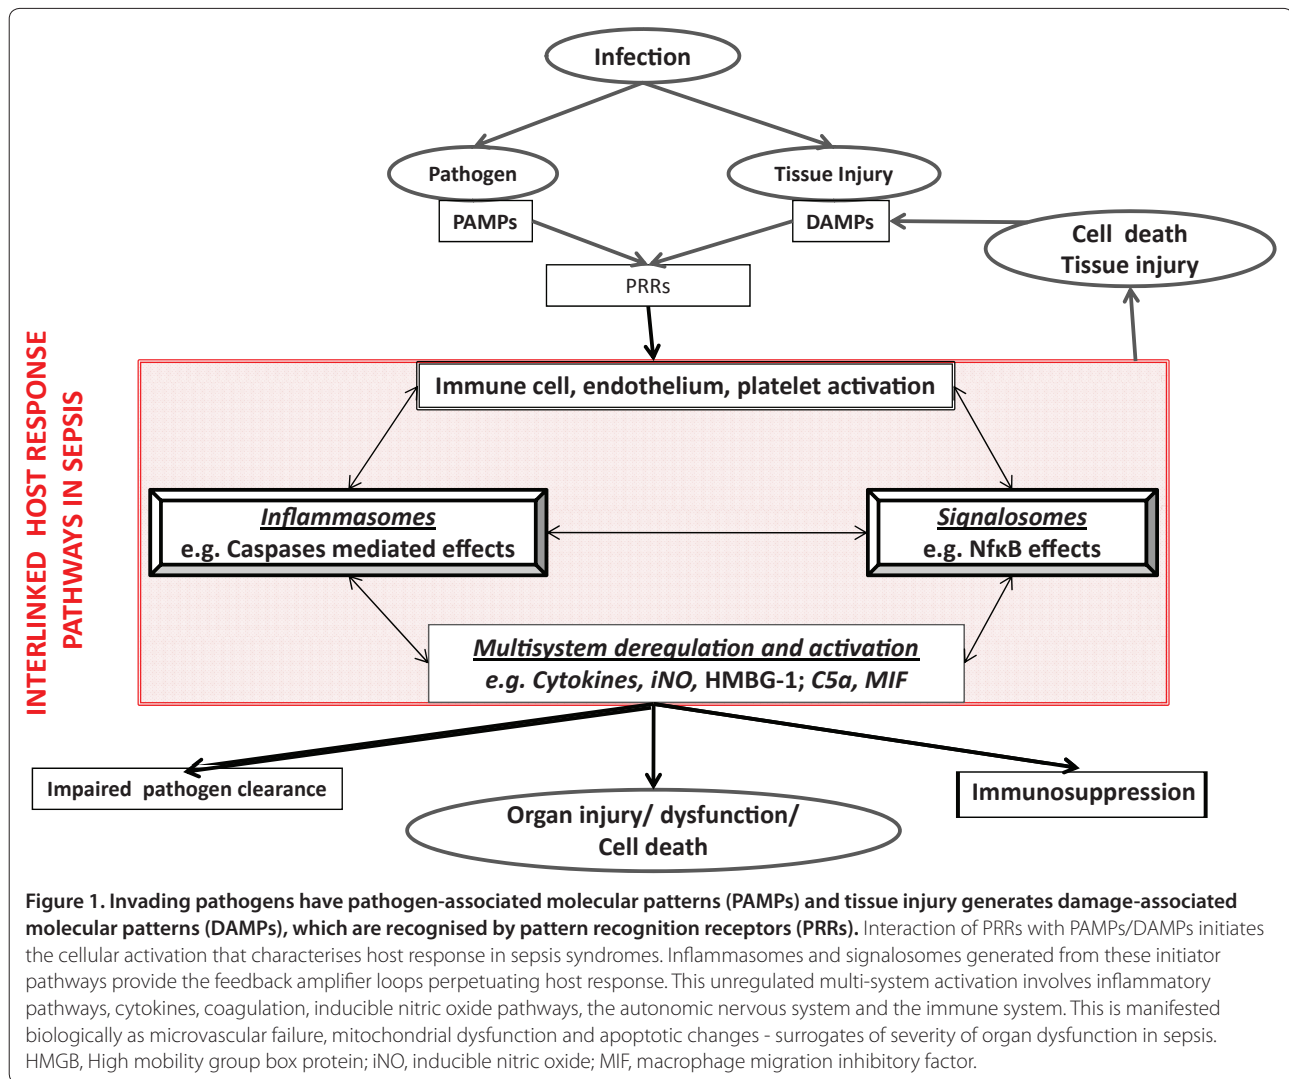 Infection
Pathogen
Tissue Injury
PAMPs
DAMPs
Cell death
Tissue injury
PRRs
INTERLINKED HOST RESPONSE
PATHWAYS IN SEPSIS
Immune cell, endothelium, platelet activation
Inflammasomes
e.g. Caspases mediated effects
Signalosomes
e.g. NfκB effects
Multisystem deregulation and activation
e.g. Cytokines, iNO, HMBG-1; C5a, MIF
Impaired pathogen clearance
Organ injury/ dysfunction/
Cell death
Immunosuppression
Figure 1. Invading pathogens have pathogen-associated molecular patterns (PAMPs) and tissue injury generates damage-associated
molecular patterns (DAMPs), which are recognised by pattern recognition receptors (PRRs). Interaction of PRRs with PAMPs/DAMPs initiates
the cellular activation that characterises host response in sepsis syndromes. Inflammasomes and signalosomes generated from these initiator
pathways provide the feedback amplifier loops perpetuating host response. This unregulated multi-system activation involves inflammatory
pathways, cytokines, coagulation, inducible nitric oxide pathways, the autonomic nervous system and the immune system. This is manifested
biologically as microvascular failure, mitochondrial dysfunction and apoptotic changes - surrogates of severity of organ dysfunction in sepsis.
HMGB, High mobility group box protein; iNO, inducible nitric oxide; MIF, macrophage migration inhibitory factor.